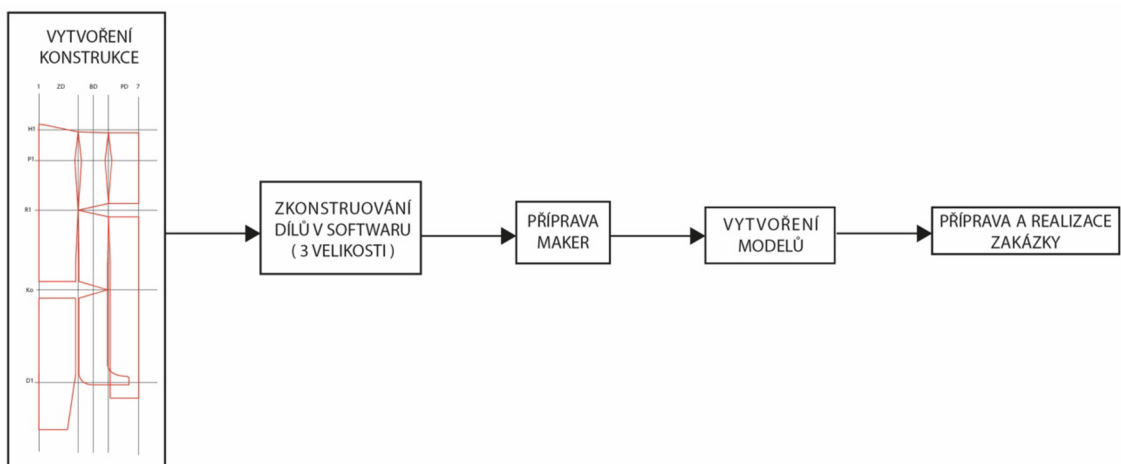 VYTVOŘENÍ
KONSTRUKCE
1 ZD BD PD 7
H1
P1
B1
Ko
D1
ZKONSTRUOVÁNÍ
DÍLŮ V SOFTWARU
( 3 VELIKOSTI )
PŘÍPRAVA
MAKER
VYTVOŘENÍ
MODELŮ
PŘÍPRAVA A REALIZACE
ZAKÁZKY